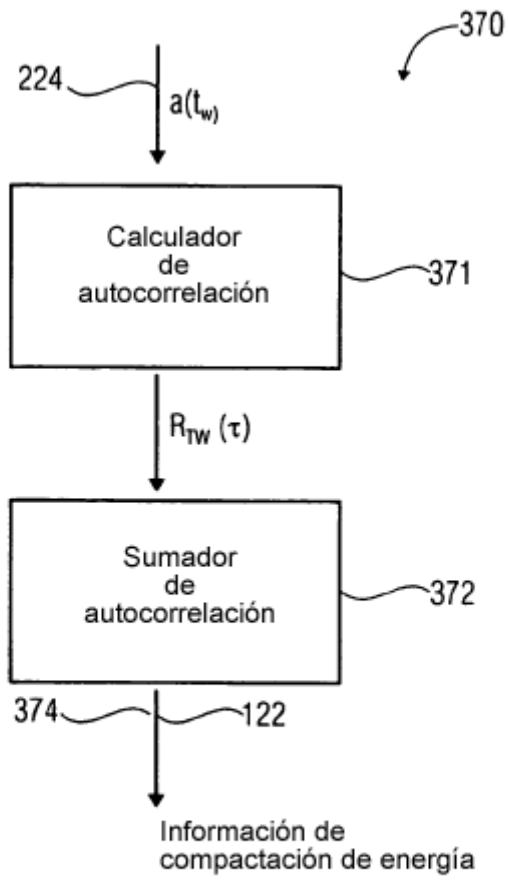 370
224
a(t_w)
Calculador
de
autocorrelación
371
R_TW (τ)
Sumador
de
autocorrelación
372
374
122
Información de
compactación de energía